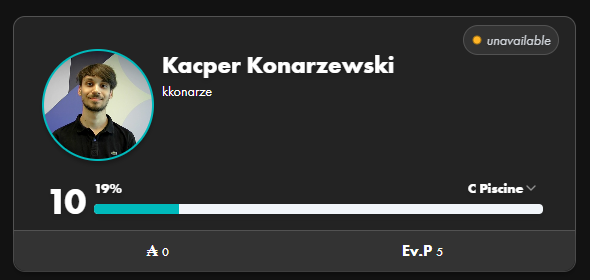 unavailable
Kacper Konarzewski
kkonarze
10
19%
C Piscine
₳ 0
Ev.P 5